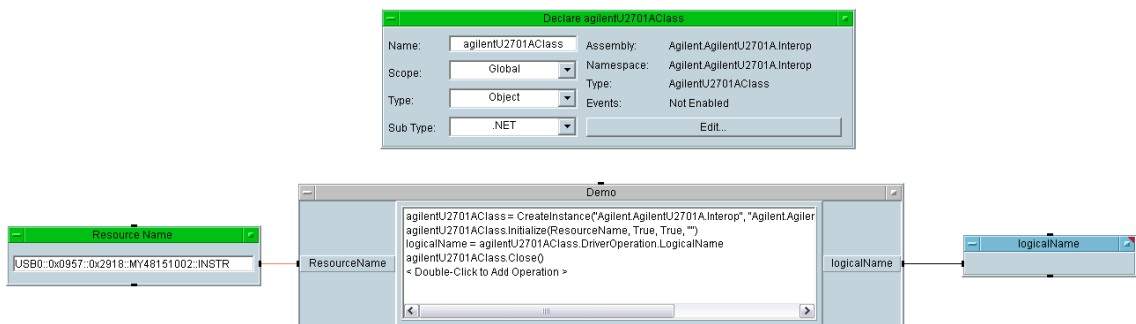 Declare agilentU2701AClass
Name: agilentU2701AClass Assembly: Agilent.AgilentU2701A.Interop
Scope: Global Namespace: Agilent.AgilentU2701A.Interop
Type: AgilentU2701AClass
Type: Object Events: Not Enabled
Sub Type: .NET Edit...
Demo
agilentU2701AClass = CreateInstance("Agilent.AgilentU2701A.Interop", "Agilent.Agiler
agilentU2701AClass.Initialize(ResourceName, True, True, "")
logicalName = agilentU2701AClass.DriverOperation.LogicalName
agilentU2701AClass.Close()
< Double-Click to Add Operation >
Resource Name
USB0::0x0957::0x2918::MY48151002::INSTR
ResourceName
logicalName
logicalName